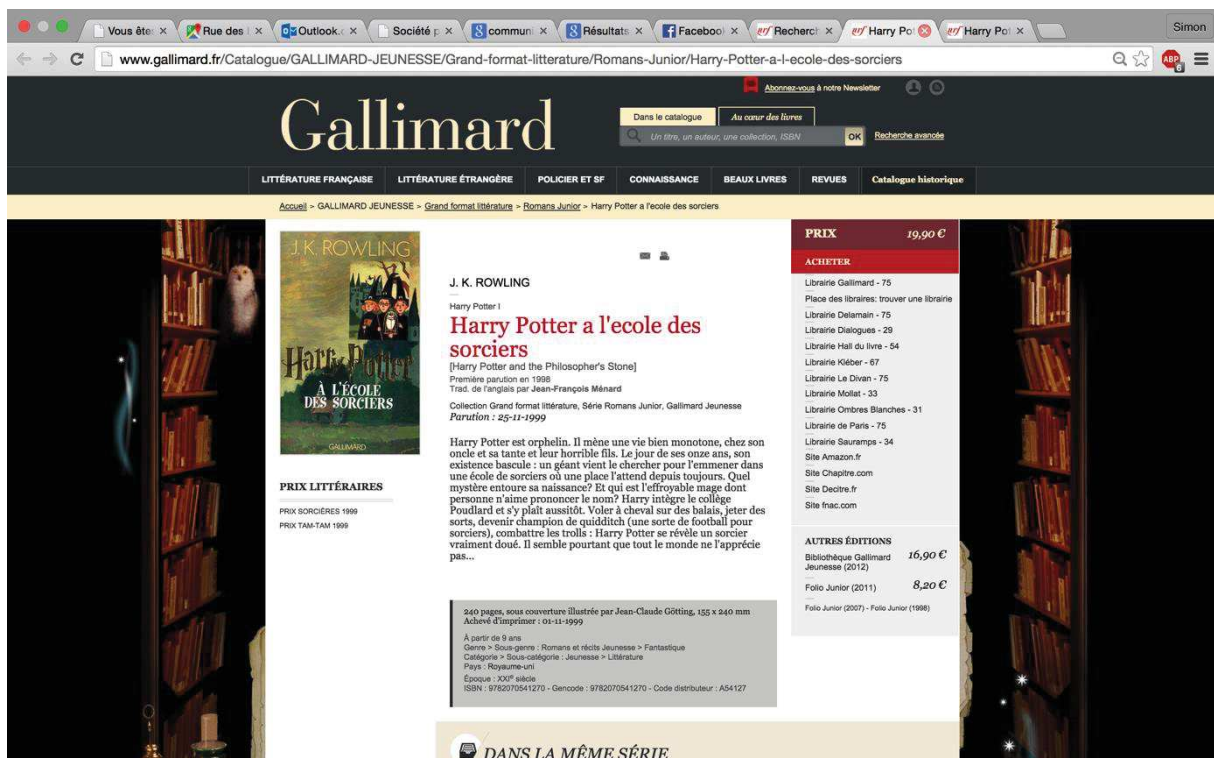 Vous ête
Rue des
Outlook.
Société p
communi
Résultats
Facebook
Recherch
Harry Pot
Harry Pot
Simon
www.gallimard.fr/Catalogue/GALLIMARD-JEUNESSE/Grand-format-litterature/Romans-Junior/Harry-Potter-a-l-ecole-des-sorciers
ABP
6
Gallimard
Abonnez-vous à notre Newsletter
Dans le catalogue
Au cœur des livres
Un titre, un auteur, une collection, ISBN
OK
Recherche avancée
LITTÉRATURE FRANÇAISE LITTÉRATURE ÉTRANGÈRE POLICIER ET SF CONNAISSANCE BEAUX LIVRES REVUES Catalogue historique
Accueil > GALLIMARD JEUNESSE > Grand format littérature > Romans Junior > Harry Potter a l'ecole des sorciers
J. K. ROWLING
Harry Potter
À L'ÉCOLE
DES SORCIERS
GALLIMARD
PRIX LITTÉRAIRES
PRIX SORCIÈRES 1999
PRIX TAM-TAM 1999
J. K. ROWLING
Harry Potter I
Harry Potter a l'ecole des
sorciers
[Harry Potter and the Philosopher's Stone]
Première parution en 1998
Trad. de l'anglais par Jean-François Ménard
Collection Grand format littérature, Série Romans Junior, Gallimard Jeunesse
Parution : 25-11-1999
Harry Potter est orphelin. Il mène une vie bien monotone, chez son
oncle et sa tante et leur horrible fils. Le jour de ses onze ans, son
existence bascule : un géant vient le chercher pour l'emmener dans
une école de sorciers où une place l'attend depuis toujours. Quel
mystère entoure sa naissance? Et qui est l'effroyable mage dont
personne n'aime prononcer le nom? Harry intègre le collège
Poudlard et s'y plaît aussitôt. Voler à cheval sur des balais, jeter des
sorts, devenir champion de quidditch (une sorte de football pour
sorciers), combattre les trolls : Harry Potter se révèle un sorcier
vraiment doué. Il semble pourtant que tout le monde ne l'apprécie
pas...
240 pages, sous couverture illustrée par Jean-Claude Götting, 155 x 240 mm
Achevé d'imprimer : 01-11-1999
À partir de 9 ans
Genre > Sous-genre : Romans et récits Jeunesse > Fantastique
Catégorie > Sous-catégorie : Jeunesse > Littérature
Pays : Royaume-uni
Époque : XXIe siècle
ISBN : 9782070541270 - Gencode : 9782070541270 - Code distributeur : A54127
DANS LA MÊME SÉRIE
PRIX 19,90 €
ACHETER
Librairie Gallimard - 75
Place des libraires: trouver une librairie
Librairie Delamain - 75
Librairie Dialogues - 29
Librairie Hall du livre - 54
Librairie Kléber - 67
Librairie Le Divan - 75
Librairie Mollat - 33
Librairie Ombres Blanches - 31
Librairie de Paris - 75
Librairie Sauramps - 34
Site Amazon.fr
Site Chapitre.com
Site Decitre.fr
Site fnac.com
AUTRES ÉDITIONS
Bibliothèque Gallimard 16,90 €
Jeunesse (2012)
Folio Junior (2011) 8,20 €
Folio Junior (2007) - Folio Junior (1998)